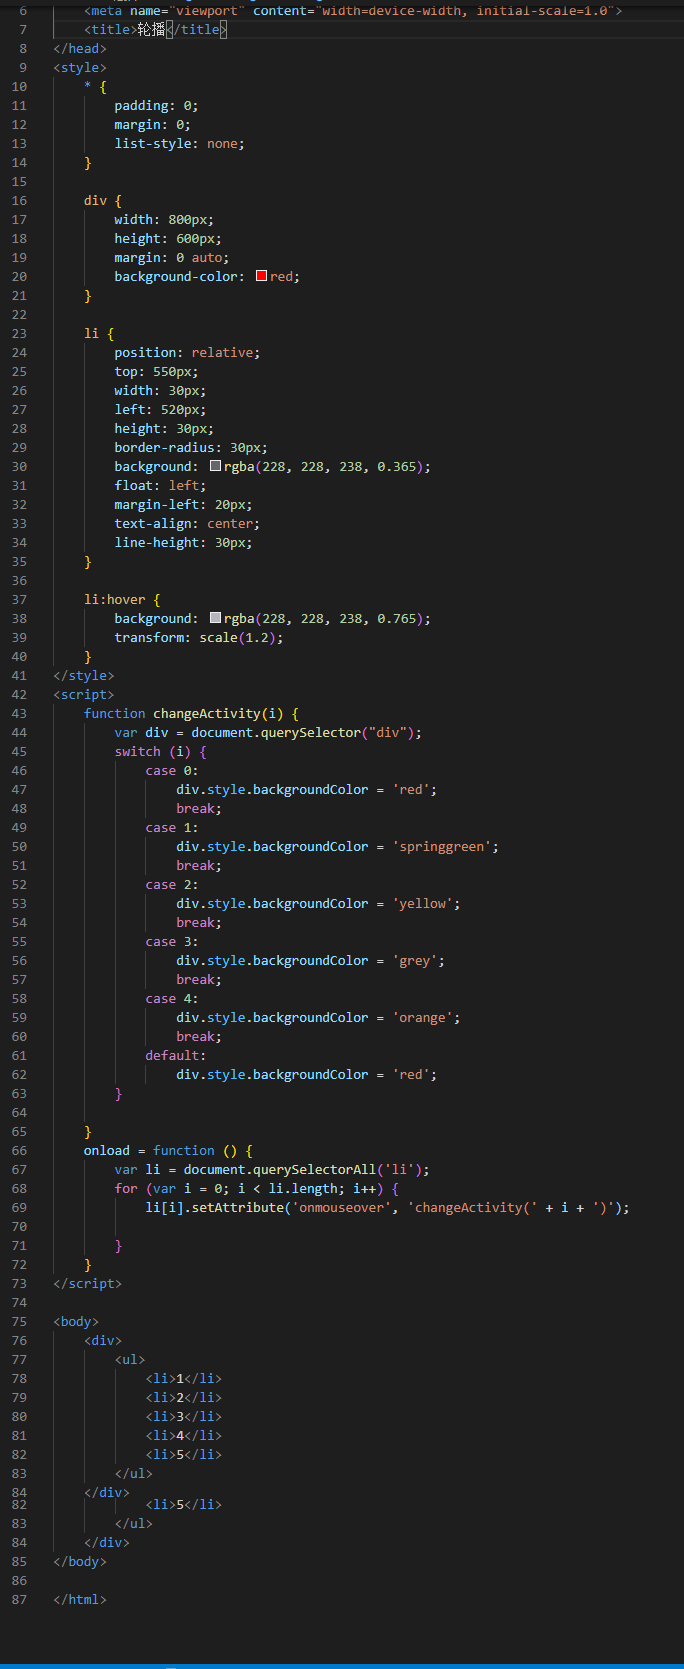 6 <meta name="viewport" content="width=device-width, initial-scale=1.0">
7 <title>轮播</title>
8 </head>
9 <style>
10 * {
11 padding: 0;
12 margin: 0;
13 list-style: none;
14 }
15
16 div {
17 width: 800px;
18 height: 600px;
19 margin: 0 auto;
20 background-color: red;
21 }
22
23 li {
24 position: relative;
25 top: 550px;
26 width: 30px;
27 left: 520px;
28 height: 30px;
29 border-radius: 30px;
30 background: rgba(228, 228, 238, 0.365);
31 float: left;
32 margin-left: 20px;
33 text-align: center;
34 line-height: 30px;
35 }
36
37 li:hover {
38 background: rgba(228, 228, 238, 0.765);
39 transform: scale(1.2);
40 }
41 </style>
42 <script>
43 function changeActivity(i) {
44 var div = document.querySelector("div");
45 switch (i) {
46 case 0:
47 div.style.backgroundColor = 'red';
48 break;
49 case 1:
50 div.style.backgroundColor = 'springgreen';
51 break;
52 case 2:
53 div.style.backgroundColor = 'yellow';
54 break;
55 case 3:
56 div.style.backgroundColor = 'grey';
57 break;
58 case 4:
59 div.style.backgroundColor = 'orange';
60 break;
61 default:
62 div.style.backgroundColor = 'red';
63 }
64
65 }
66 onload = function () {
67 var li = document.querySelectorAll('li');
68 for (var i = 0; i < li.length; i++) {
69 li[i].setAttribute('onmouseover', 'changeActivity(' + i + ')');
70
71 }
72 }
73 </script>
74
75 <body>
76 <div>
77 <ul>
78 <li>1</li>
79 <li>2</li>
80 <li>3</li>
81 <li>4</li>
82 <li>5</li>
83 </ul>
84 </div>
82 <li>5</li>
83 </ul>
84 </div>
85 </body>
86
87 </html>